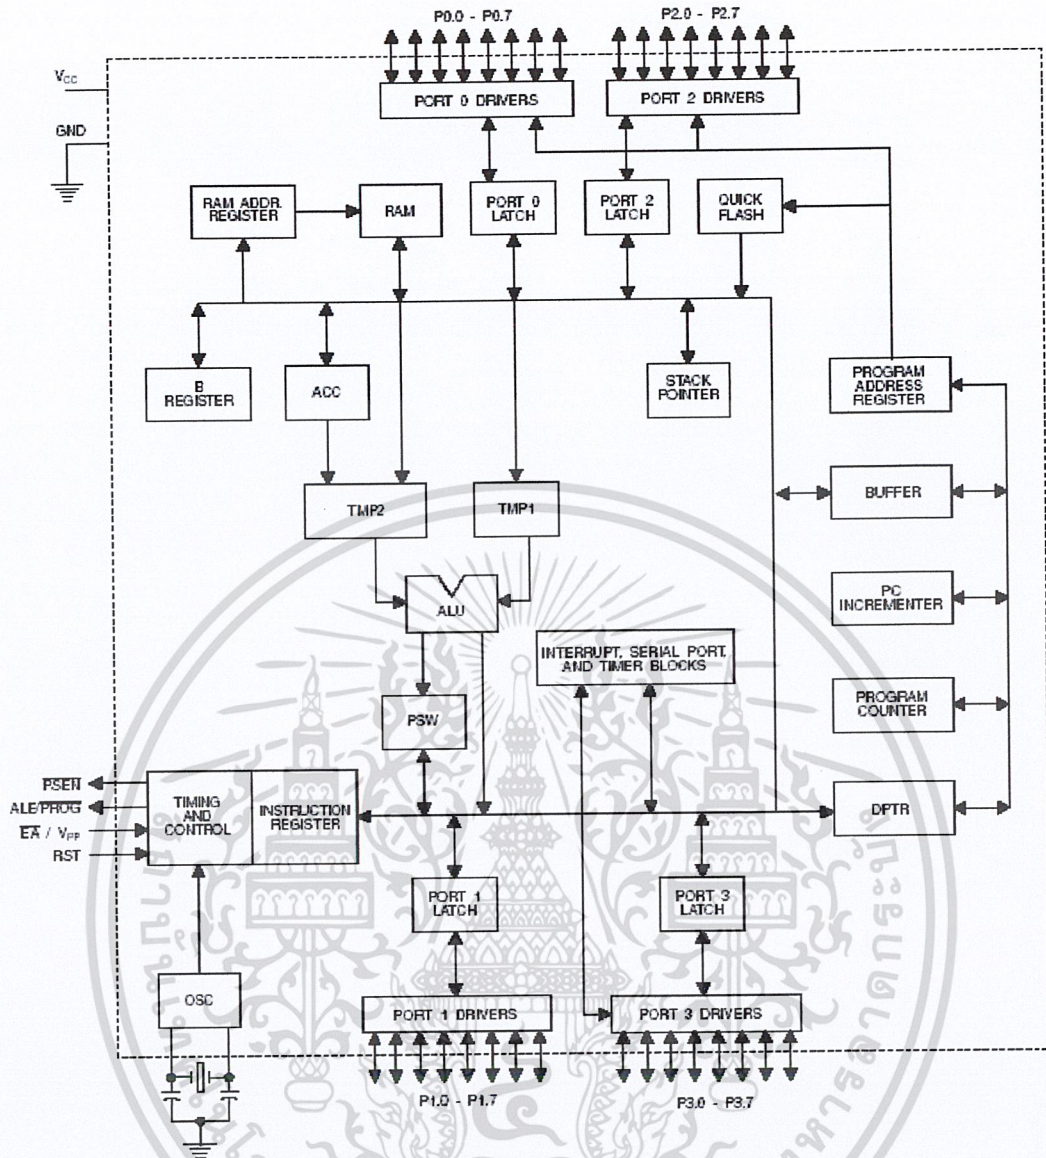 P0.0 - P0.7
P2.0 - P2.7
VCC
GND
PORT 0 DRIVERS
PORT 2 DRIVERS
RAM ADDR.
REGISTER
RAM
PORT 0
LATCH
PORT 2
LATCH
QUICK
FLASH
B
REGISTER
ACC
STACK
POINTER
PROGRAM
ADDRESS
REGISTER
TMP2
TMP1
BUFFER
ALU
PC
INCREMENTER
INTERRUPT, SERIAL PORT,
AND TIMER BLOCKS
PSW
PROGRAM
COUNTER
PSEN
ALE/PROG
EA / VPP
RST
TIMING
AND
CONTROL
INSTRUCTION
REGISTER
DPTR
PORT 1
LATCH
PORT 3
LATCH
OSC
PORT 1 DRIVERS
PORT 3 DRIVERS
P1.0 - P1.7
P3.0 - P3.7